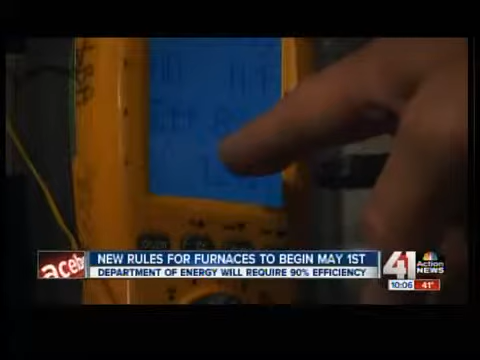 NEW RULES FOR FURNACES TO BEGIN MAY 1ST
DEPARTMENT OF ENERGY WILL REQUIRE 90% EFFICIENCY
aceb
41 Action NEWS
10:06 41°